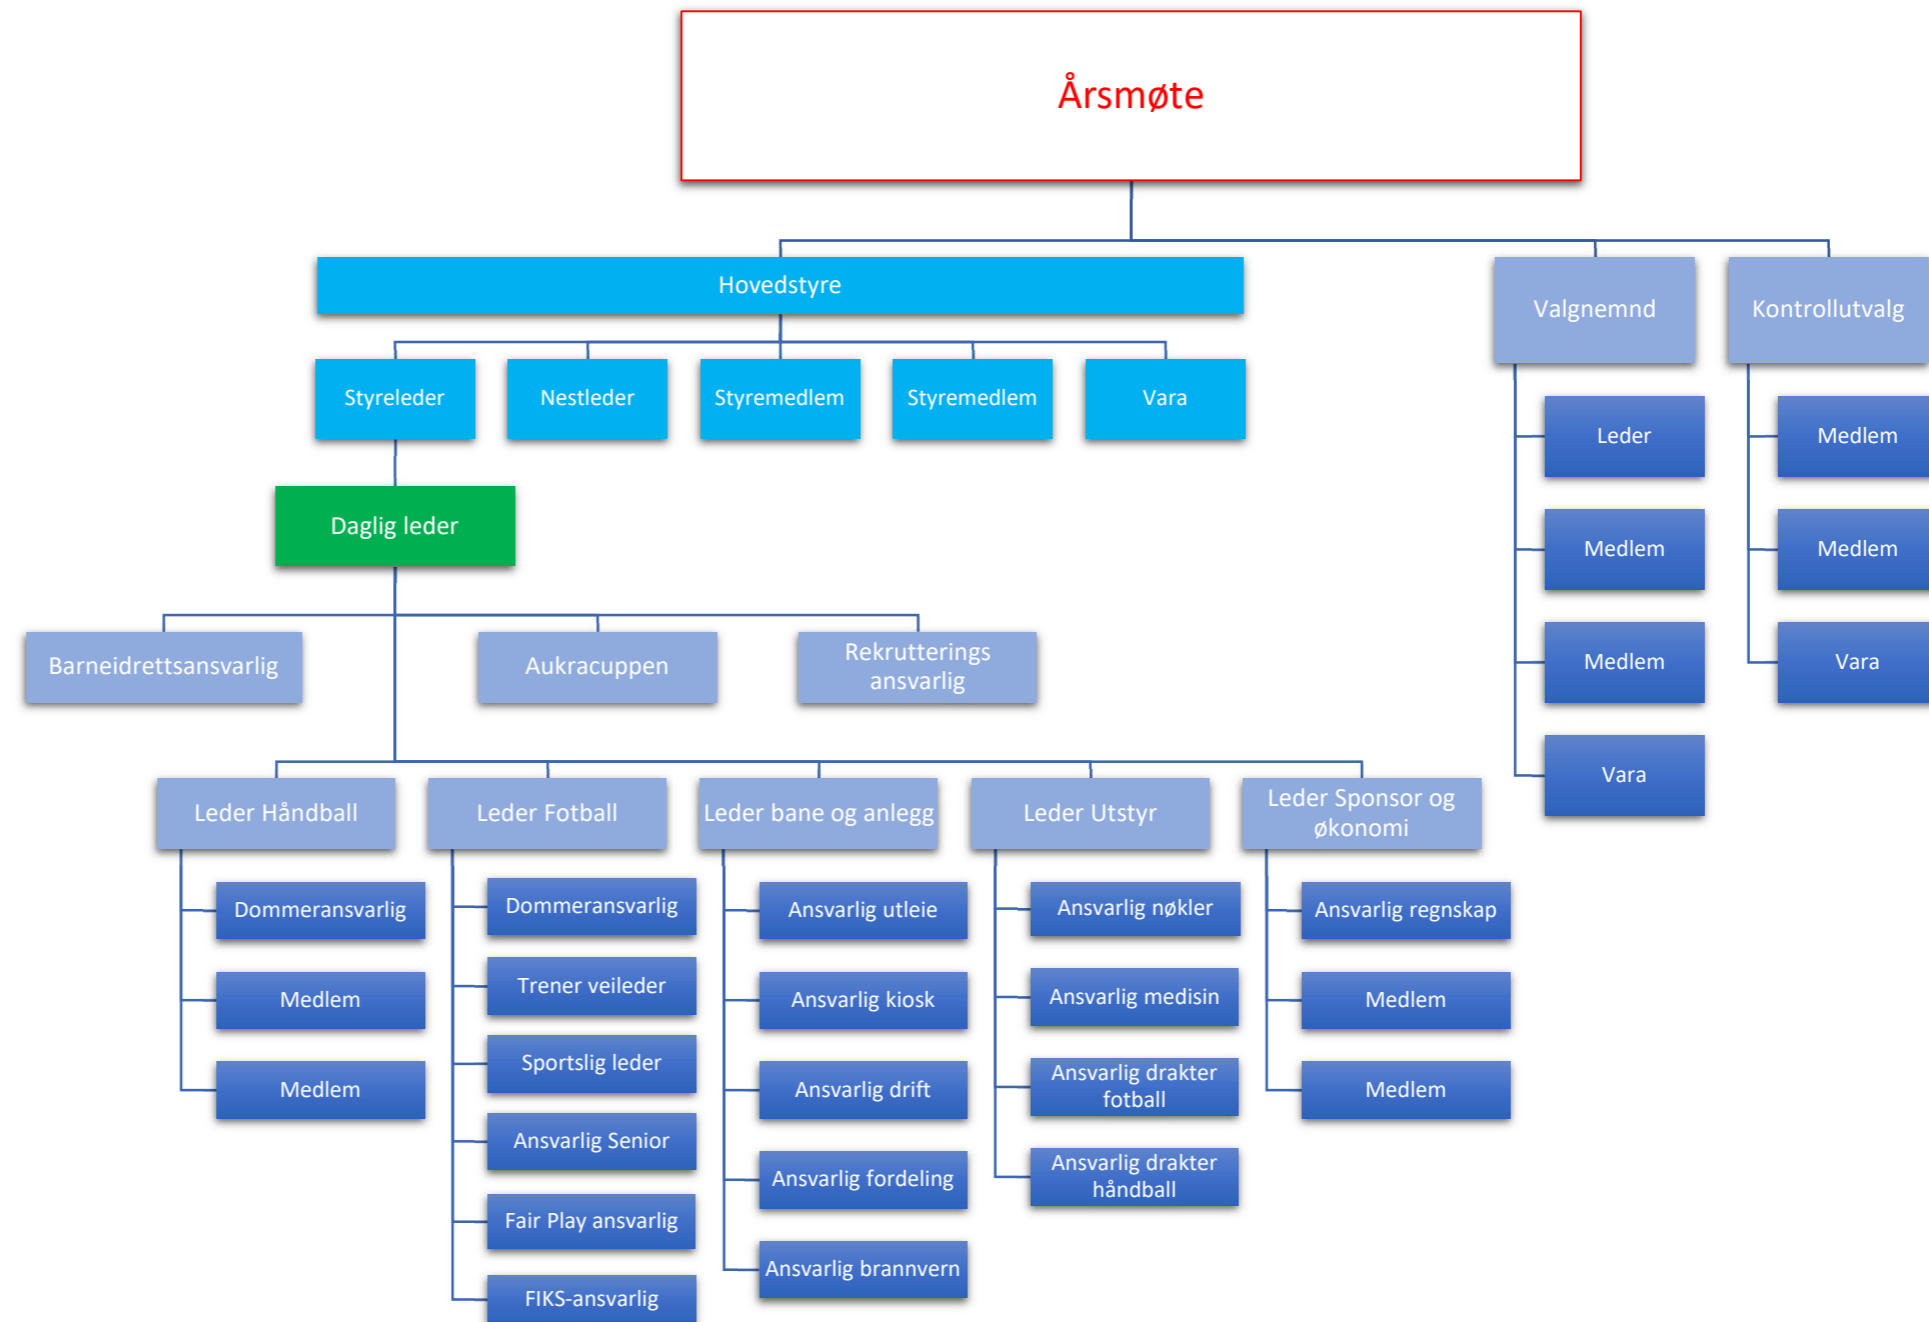 Årsmøte
Hovedstyre
Valgnemnd
Kontrollutvalg
Styreleder
Nestleder
Styremedlem
Styremedlem
Vara
Leder
Medlem
Medlem
Vara
Medlem
Medlem
Vara
Daglig leder
Barneidrettsansvarlig
Aukracuppen
Rekrutterings
ansvarlig
Leder Håndball
Dommeransvarlig
Medlem
Medlem
Leder Fotball
Dommeransvarlig
Trener veileder
Sportslig leder
Ansvarlig Senior
Fair Play ansvarlig
FIKS-ansvarlig
Leder bane og anlegg
Ansvarlig utleie
Ansvarlig kiosk
Ansvarlig drift
Ansvarlig fordeling
Ansvarlig brannvern
Leder Utstyr
Ansvarlig nøkler
Ansvarlig medisin
Ansvarlig drakter
fotball
Ansvarlig drakter
håndball
Leder Sponsor og
økonomi
Ansvarlig regnskap
Medlem
Medlem